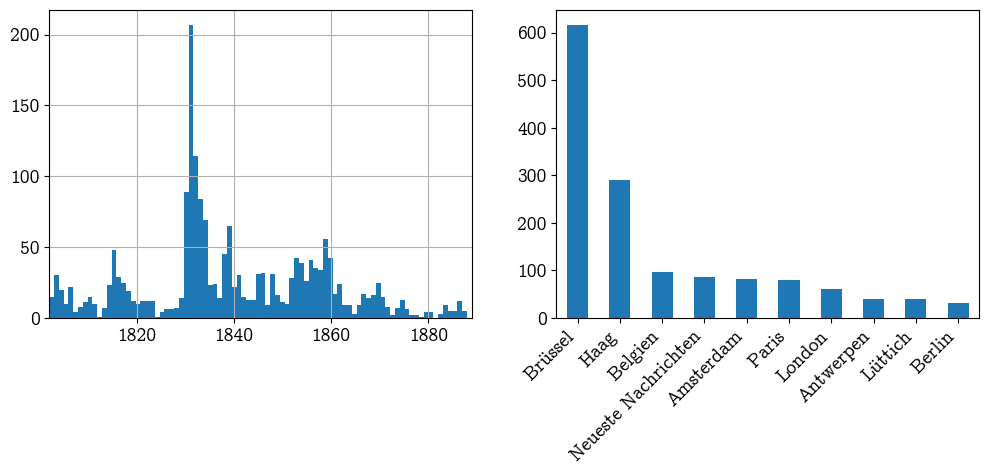 200
150
100
50
0
1820 1840 1860 1880
600
500
400
300
200
100
0
Brüssel
Haag
Belgien
Neueste Nachrichten
Amsterdam
Paris
London
Antwerpen
Lüttich
Berlin